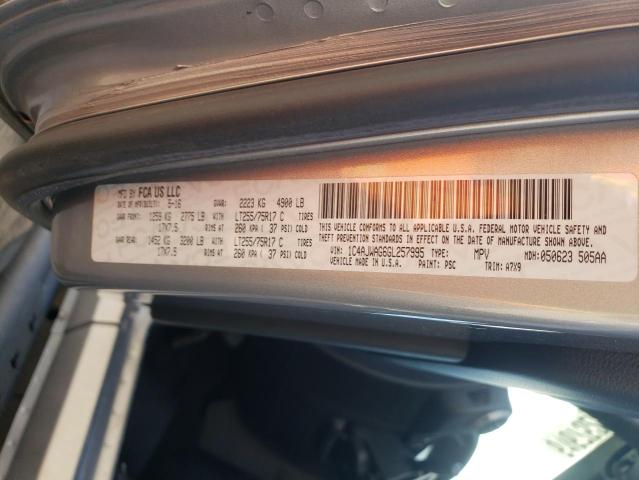 MFD BY FCA US LLC
DATE OF MFR(BUILT): 5-16 GVWR: 2223 KG 4900 LB
GAWR FRONT: 1259 KG 2775 LB WITH LT255/75R17 C TIRES
17X7.5 RIMS AT 260 KPA ( 37 PSI) COLD
GAWR REAR: 1452 KG 3200 LB WITH LT255/75R17 C TIRES
17X7.5 RIMS AT 260 KPA ( 37 PSI) COLD
THIS VEHICLE CONFORMS TO ALL APPLICABLE U.S.A. FEDERAL MOTOR VEHICLE SAFETY
THEFT PREVENTION STANDARDS IN EFFECT ON THE DATE OF MANUFACTURE SHOWN ABOVE.
VIN: 1C4AJWAG6GL257995 TYPE: MPV MDH: 050623 505AA
VEHICLE MADE IN U.S.A. PAINT: PSC TRIM: A7X9